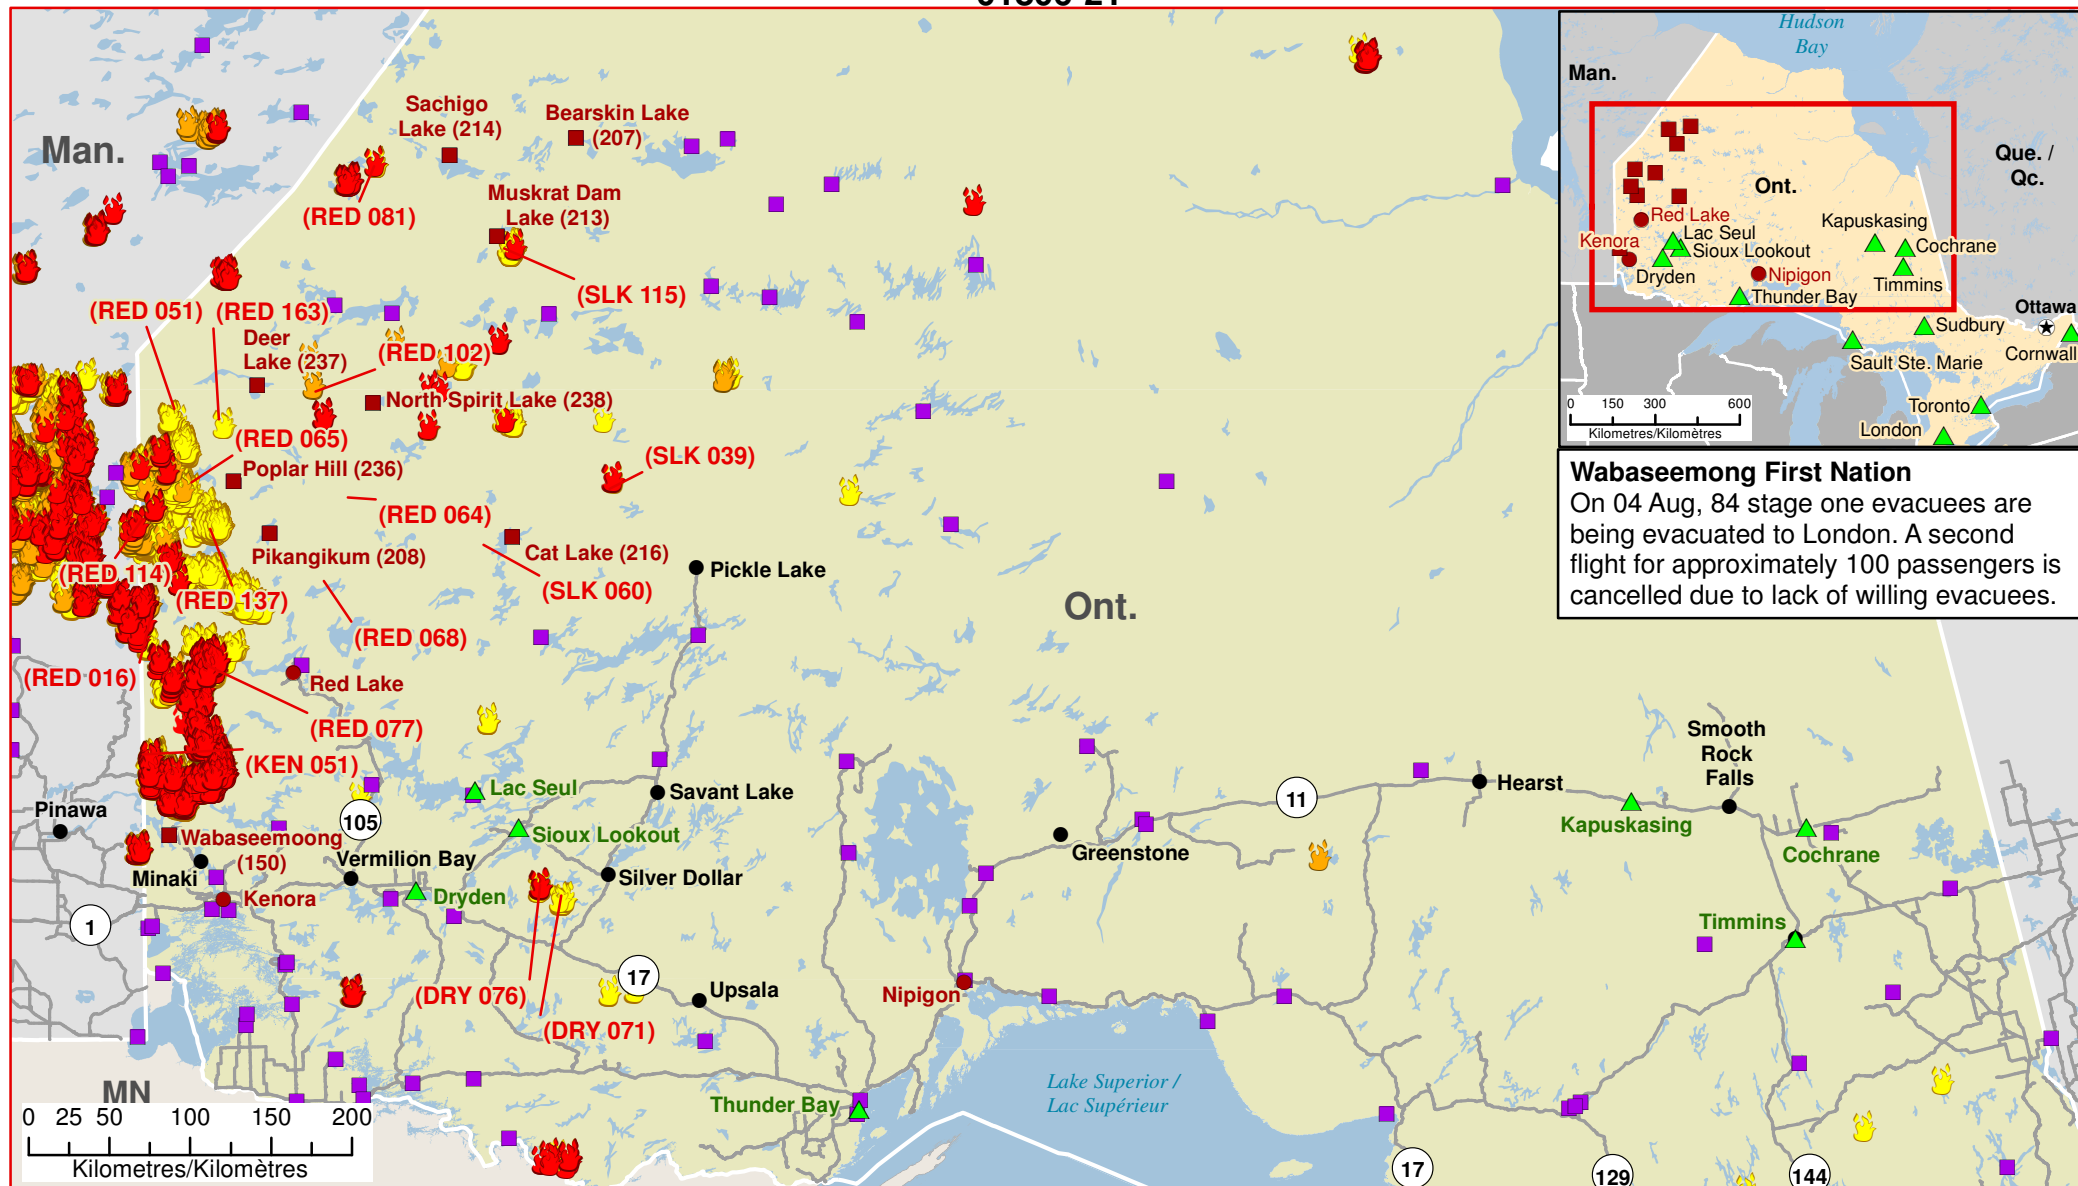 Man.
Sachigo
Lake (214)
Bearskin Lake
(207)
(RED 081)
Muskrat Dam
Lake (213)
(SLK 115)
(RED 051)
(RED 163)
Deer
Lake (237)
(RED 102)
North Spirit Lake (238)
(RED 065)
Poplar Hill (236)
(SLK 039)
(RED 064)
Pikangikum (208)
Cat Lake (216)
(RED 114)
(RED 137)
(SLK 060)
Pickle Lake
Ont.
(RED 068)
(RED 016)
Red Lake
(RED 077)
(KEN 051)
Lac Seul
Savant Lake
Sioux Lookout
Pinawa
105
Wabaseemoong
(150)
Minaki
Vermilion Bay
Silver Dollar
Kenora
Dryden
1
17
(DRY 076)
(DRY 071)
Upsala
Nipigon
Greenstone
11
Hearst
Smooth
Rock
Falls
Kapuskasing
Cochrane
Timmins
MN
0 25 50 100 150 200
Kilometres/Kilomètres
Thunder Bay
Lake Superior /
Lac Supérieur
17
129
144
Hudson
Bay
Man.
Que. /
Qc.
Ont.
Red Lake
Kapuskasing
Kenora
Lac Seul
Sioux Lookout
Cochrane
Dryden
Nipigon
Timmins
Thunder Bay
Ottawa
Sudbury
Cornwall
Sault Ste. Marie
Toronto
London
0 150 300 600
Kilometres/Kilomètres
Wabaseemong First Nation
On 04 Aug, 84 stage one evacuees are
being evacuated to London. A second
flight for approximately 100 passengers is
cancelled due to lack of willing evacuees.